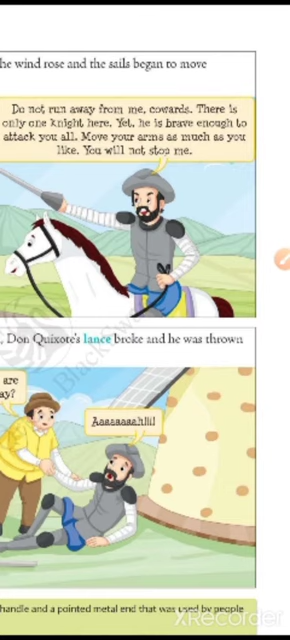 he wind rose and the sails began to move
Do not run away from me, cowards. There is
only one knight here. Yet, he is brave enough to
attack you all. Move your arms as much as you
like. You will not stop me.
, Don Quixote's lance broke and he was thrown
are
ay?
Aaaaaaaahhh!
handle and a pointed metal end that was used by people
XRecorder